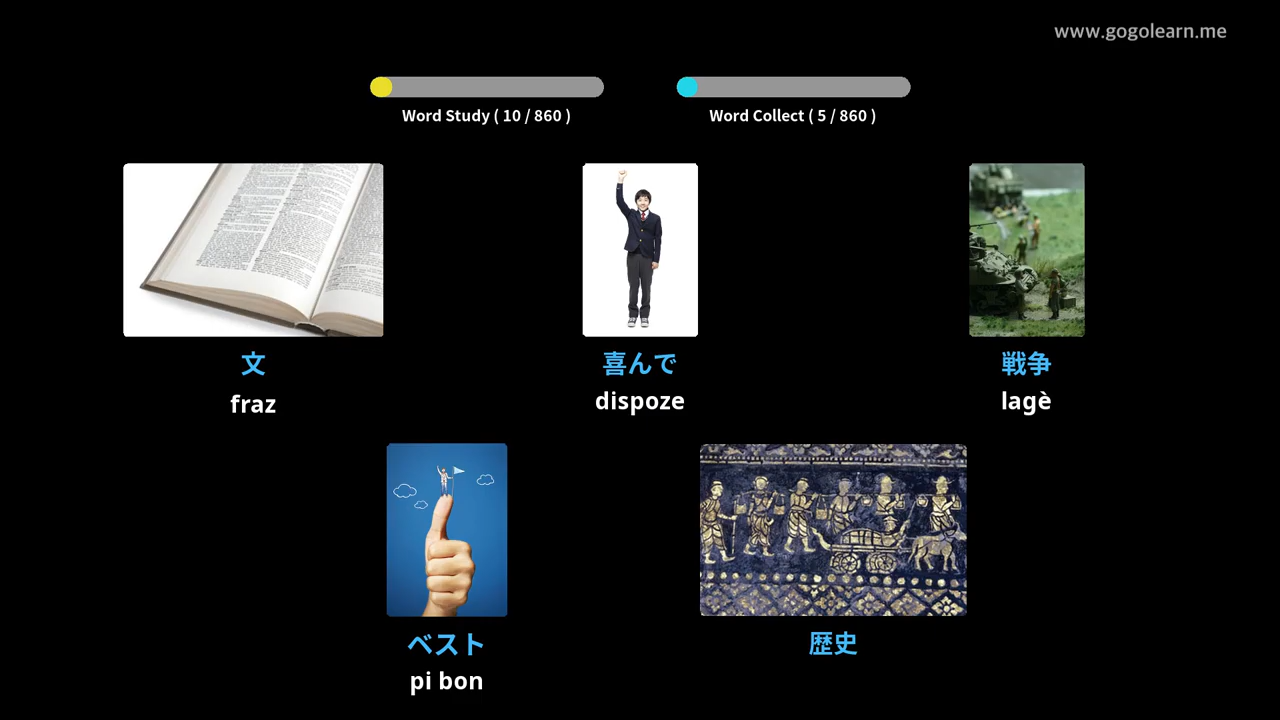 www.gogolearn.me
Word Study ( 10 / 860 )
Word Collect ( 5 / 860 )
文
fraz
喜んで
dispoze
戦争
lagè
ベスト
pi bon
歴史